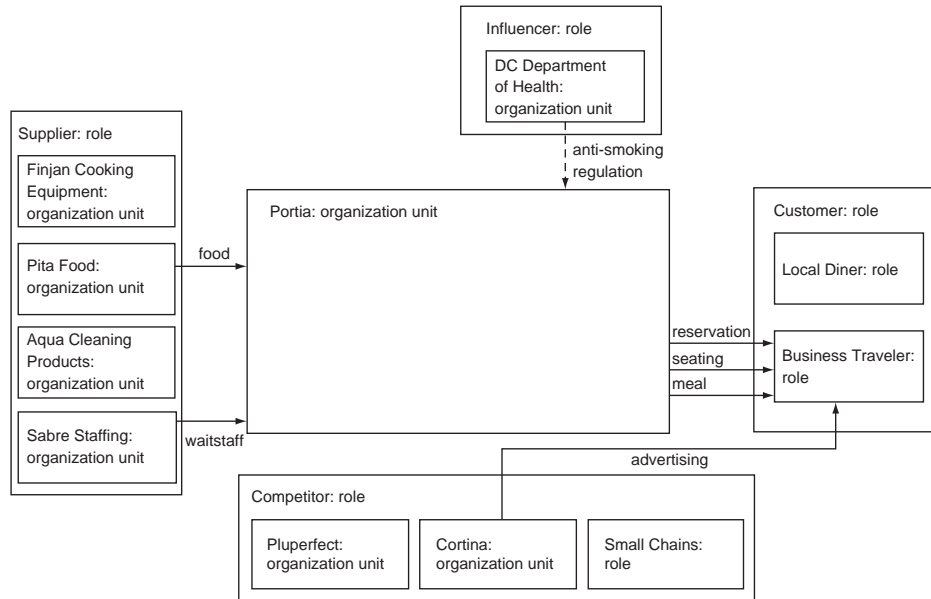 Influencer: role
DC Department
of Health:
organization unit
anti-smoking
regulation
Supplier: role
Finjan Cooking
Equipment:
organization unit
Pita Food:
organization unit
Aqua Cleaning
Products:
organization unit
Sabre Staffing:
organization unit
food
waitstaff
Portia: organization unit
reservation
seating
meal
Customer: role
Local Diner: role
Business Traveler:
role
advertising
Competitor: role
Pluperfect:
organization unit
Cortina:
organization unit
Small Chains:
role